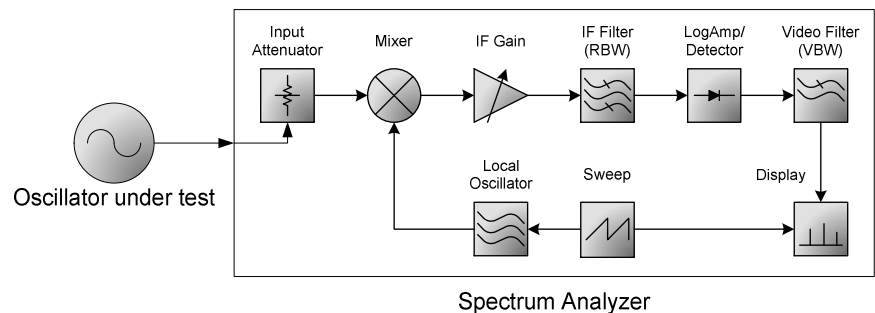 Input
Attenuator
Mixer
IF Gain
IF Filter
(RBW)
LogAmp/
Detector
Video Filter
(VBW)
Oscillator under test
Local
Oscillator
Sweep
Display
Spectrum Analyzer